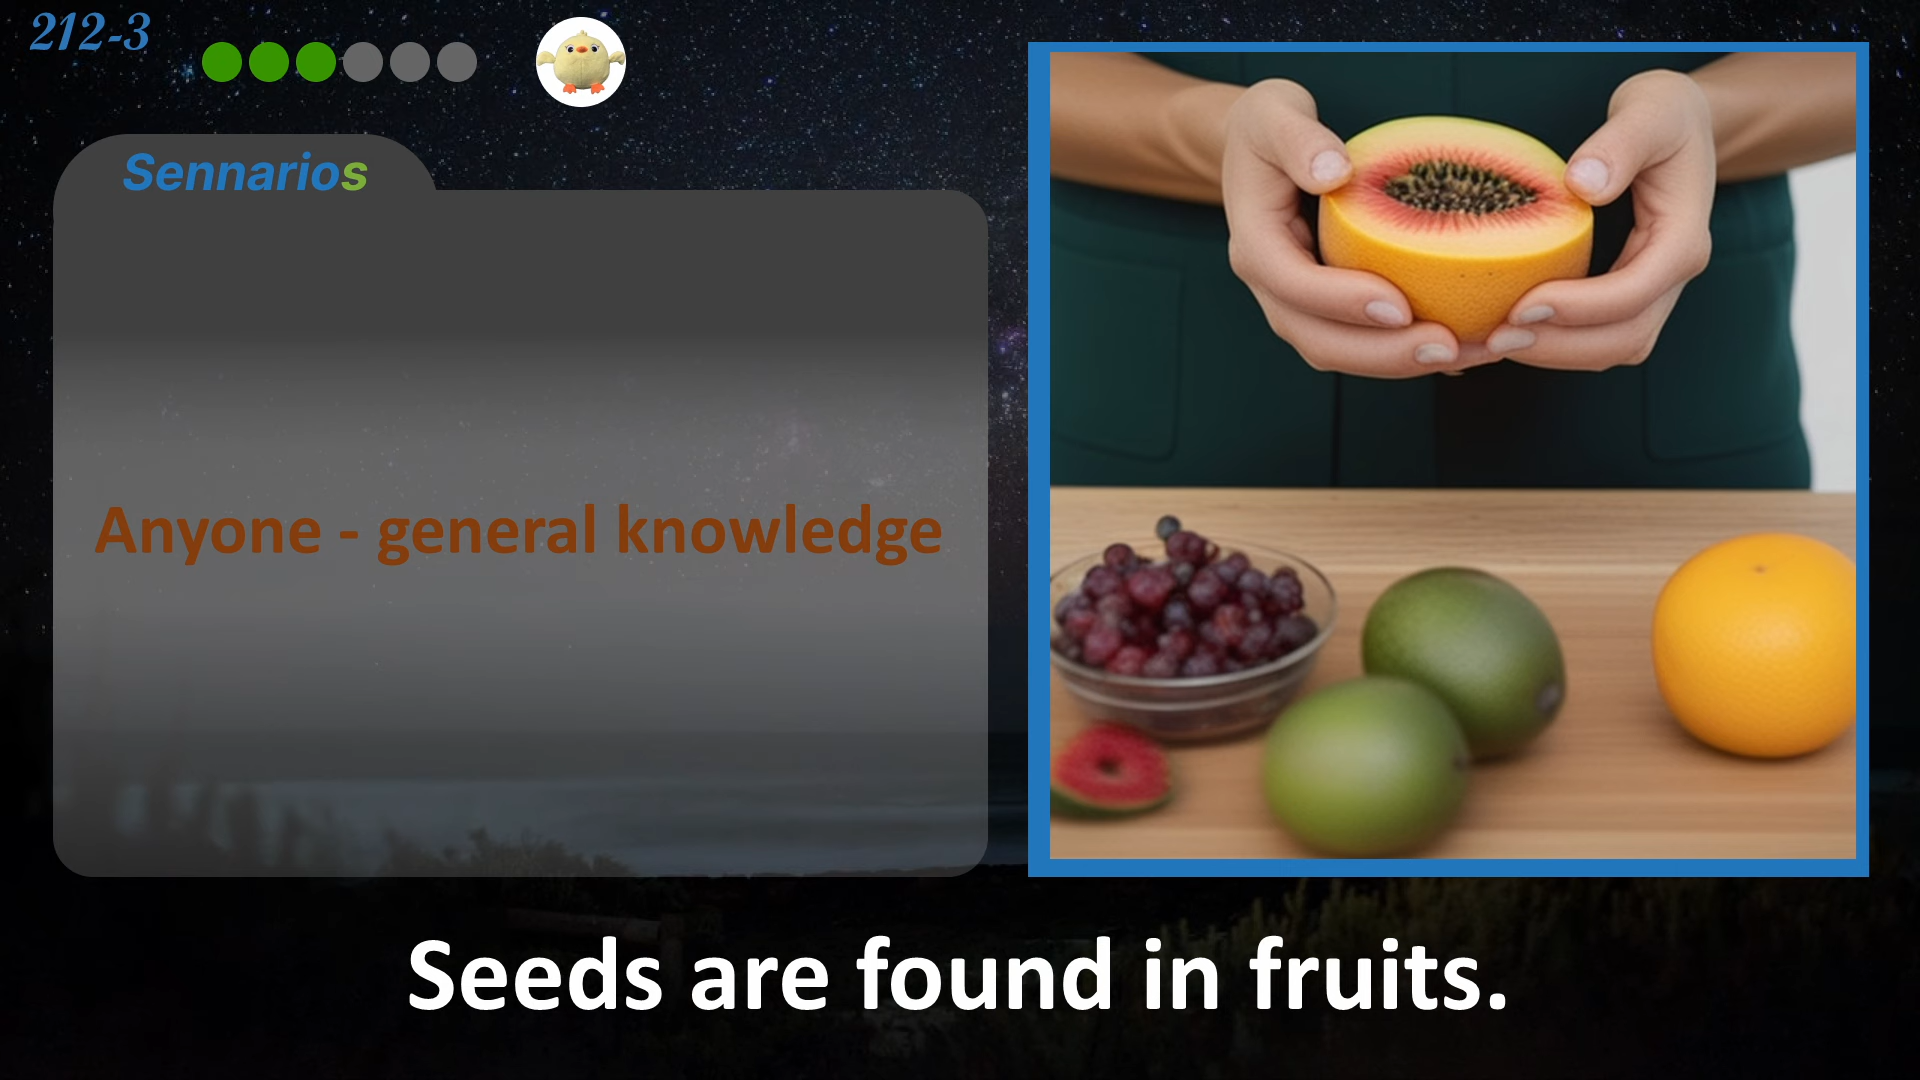 212-3
Sennarios
Anyone - general knowledge
Seeds are found in fruits.